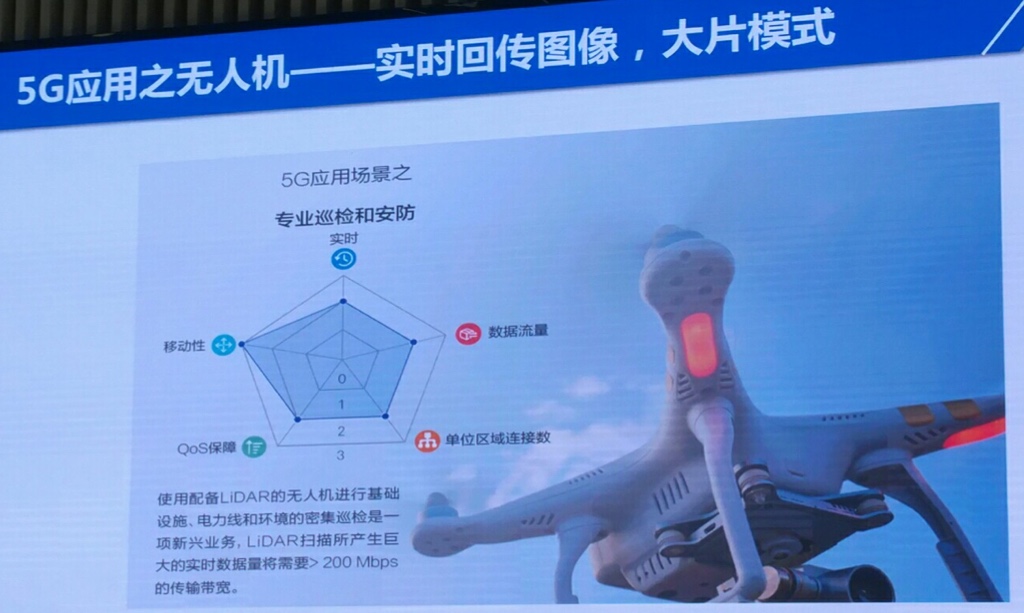 5G应用之无人机——实时回传图像，大片模式
5G应用场景之
专业巡检和安防
实时
移动性
数据流量
0
1
2
3
QoS保障
单位区域连接数
使用配备LiDAR的无人机进行基础
设施、电力线和环境的密集巡检是一
项新兴业务, LiDAR扫描所产生巨
大的实时数据量将需要> 200 Mbps
的传输带宽。